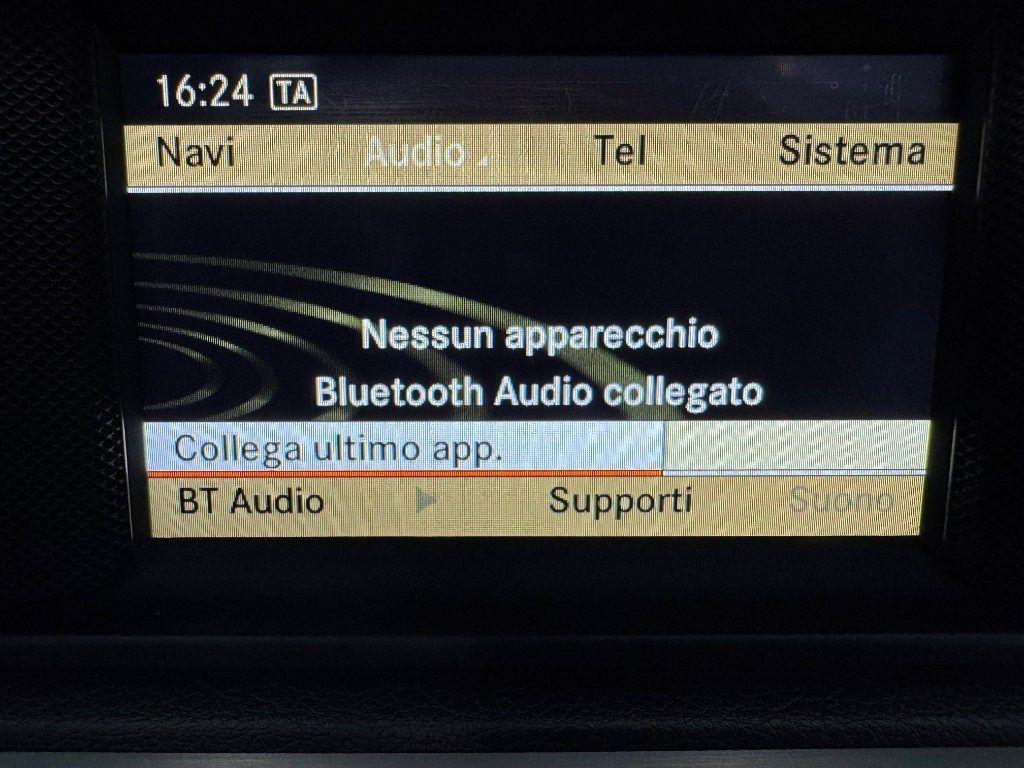 16:24 TA
Navi Audio Tel Sistema
Nessun apparecchio
Bluetooth Audio collegato
Collega ultimo app.
BT Audio Supporti Suono